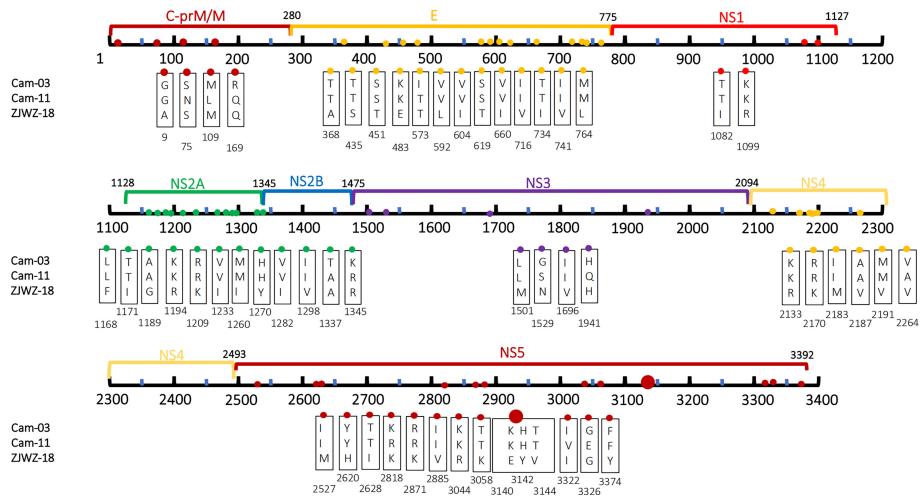 C-prM/M 280 E 775 NS1 1127
1 100 200 300 400 500 600 700 800 900 1000 1100 1200
Cam-03 G S M R T T S K I V V S V I T I M T K
Cam-11 G N L Q T T S K T V V S V I T I M T K
ZJWZ-18 A S M Q A S T E T L I T I V I V L I R
9 75 109 169 368 435 451 483 573 592 604 619 660 716 734 741 764 1082 1099
1128 NS2A 1345 NS2B 1475 NS3 2094 NS4
1100 1200 1300 1400 1500 1600 1700 1800 1900 2000 2100 2200 2300
Cam-03 L T A K R V M H V I T K L G I H K R I A M V
Cam-11 L T A K K V M H V I A K L S I Q K K I A M A
ZJWZ-18 F I G R R I I Y I V A R M N V H R R M V V V
1168 1171 1189 1194 1209 1233 1260 1270 1282 1298 1337 1345 1501 1529 1696 1941 2133 2170 2183 2187 2191 2264
NS4 2493 NS5 3392
2300 2400 2500 2600 2700 2800 2900 3000 3100 3200 3300 3400
Cam-03 I Y T K R I K T K H T I G F
Cam-11 I Y T R R V K T K H T V E F
ZJWZ-18 M H I K K V R K E Y V I G Y
2527 2620 2628 2818 2871 2885 3044 3058 3140 3142 3144 3322 3326 3374